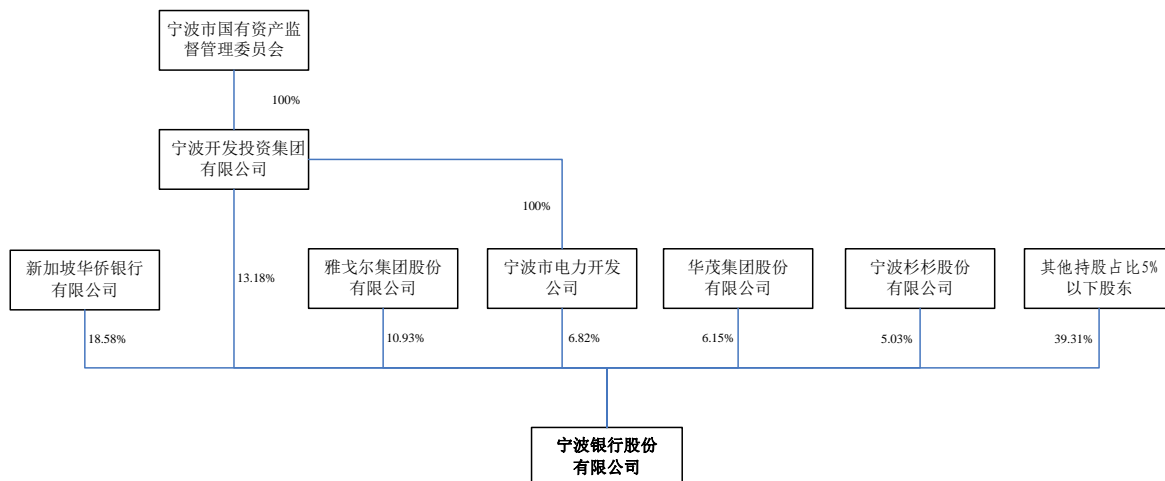 宁波市国有资产监
督管理委员会
100%
宁波开发投资集团
有限公司
100%
新加坡华侨银行
有限公司
13.18%
雅戈尔集团股份
有限公司
宁波市电力开发
公司
华茂集团股份
有限公司
宁波杉杉股份
有限公司
其他持股占比5%
以下股东
18.58%
10.93%
6.82%
6.15%
5.03%
39.31%
宁波银行股份
有限公司